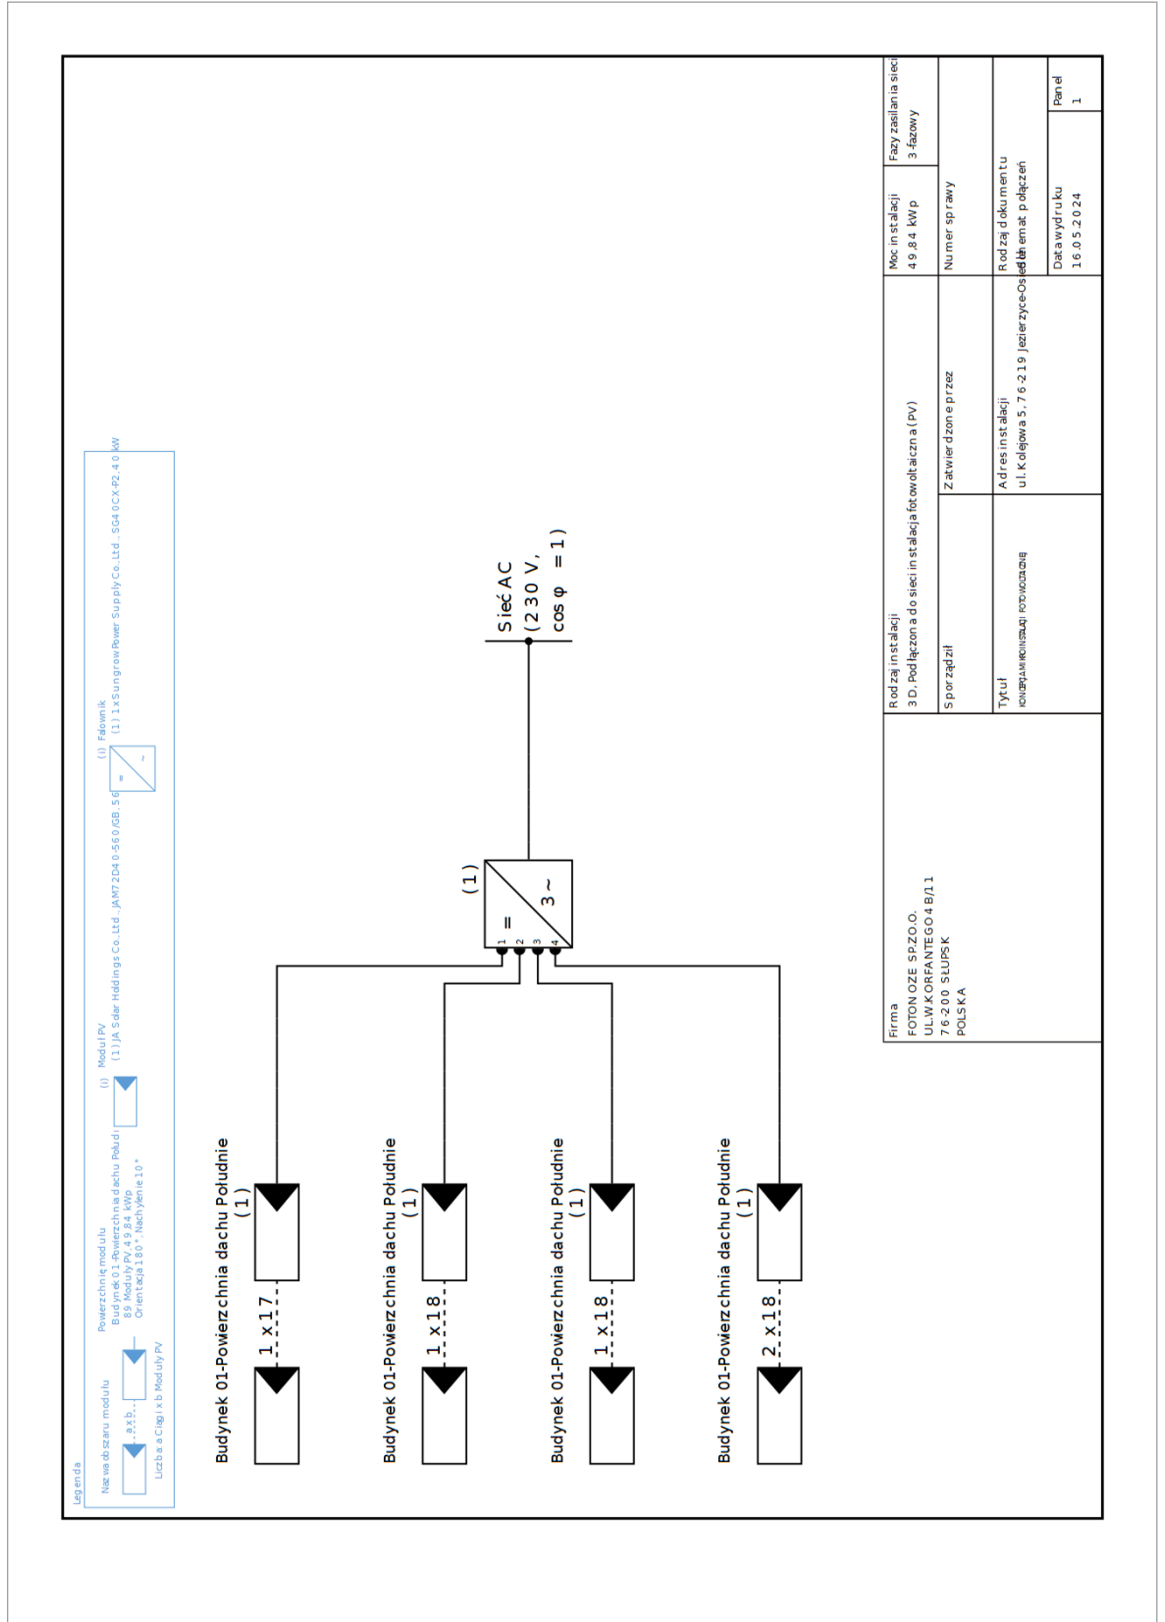 Legenda
Nazwa obszaru modułu
a x b
Liczba: a Ciągi x b Moduły PV
Powierzchnię modułu
Budynek 01-Powierzchnia dachu Połudi
89 Moduły PV, 49.84 kWp
Orientacja 180°, Nachylenie 10°
(i) Moduł PV
(1) JA Solar Holdings Co., Ltd., JAM72D40-560/GB, 56
(i) Falownik
= ~
(1) 1 x Sungrow Power Supply Co., Ltd., SG40CX-P2, 40 kW
Budynek 01-Powierzchnia dachu Południe
(1)
1 x 17
Budynek 01-Powierzchnia dachu Południe
(1)
1 x 18
Budynek 01-Powierzchnia dachu Południe
(1)
1 x 18
Budynek 01-Powierzchnia dachu Południe
(1)
2 x 18
(1)
1
2
3
4
=
3~
Sieć AC
(230 V,
cos φ = 1)
Firma
FOTON OZE SP.Z O.O.
UL.W.KORFANTEGO 4B/11
76-200 SŁUPSK
POLSKA
Rodzaj instalacji
3D, Podłączona do sieci instalacja fotowoltaiczna (PV)
Moc instalacji
49,84 kWp
Fazy zasilania sieci
3-fazowy
Sporządził
Zatwierdzone przez
Numer sprawy
Tytuł
Adres instalacji
ul. Kolejowa 5, 76-219 Jezierzyce-Osiedle
Rodzaj dokumentu
Schemat połączeń
Data wydruku
16.05.2024
Panel
1